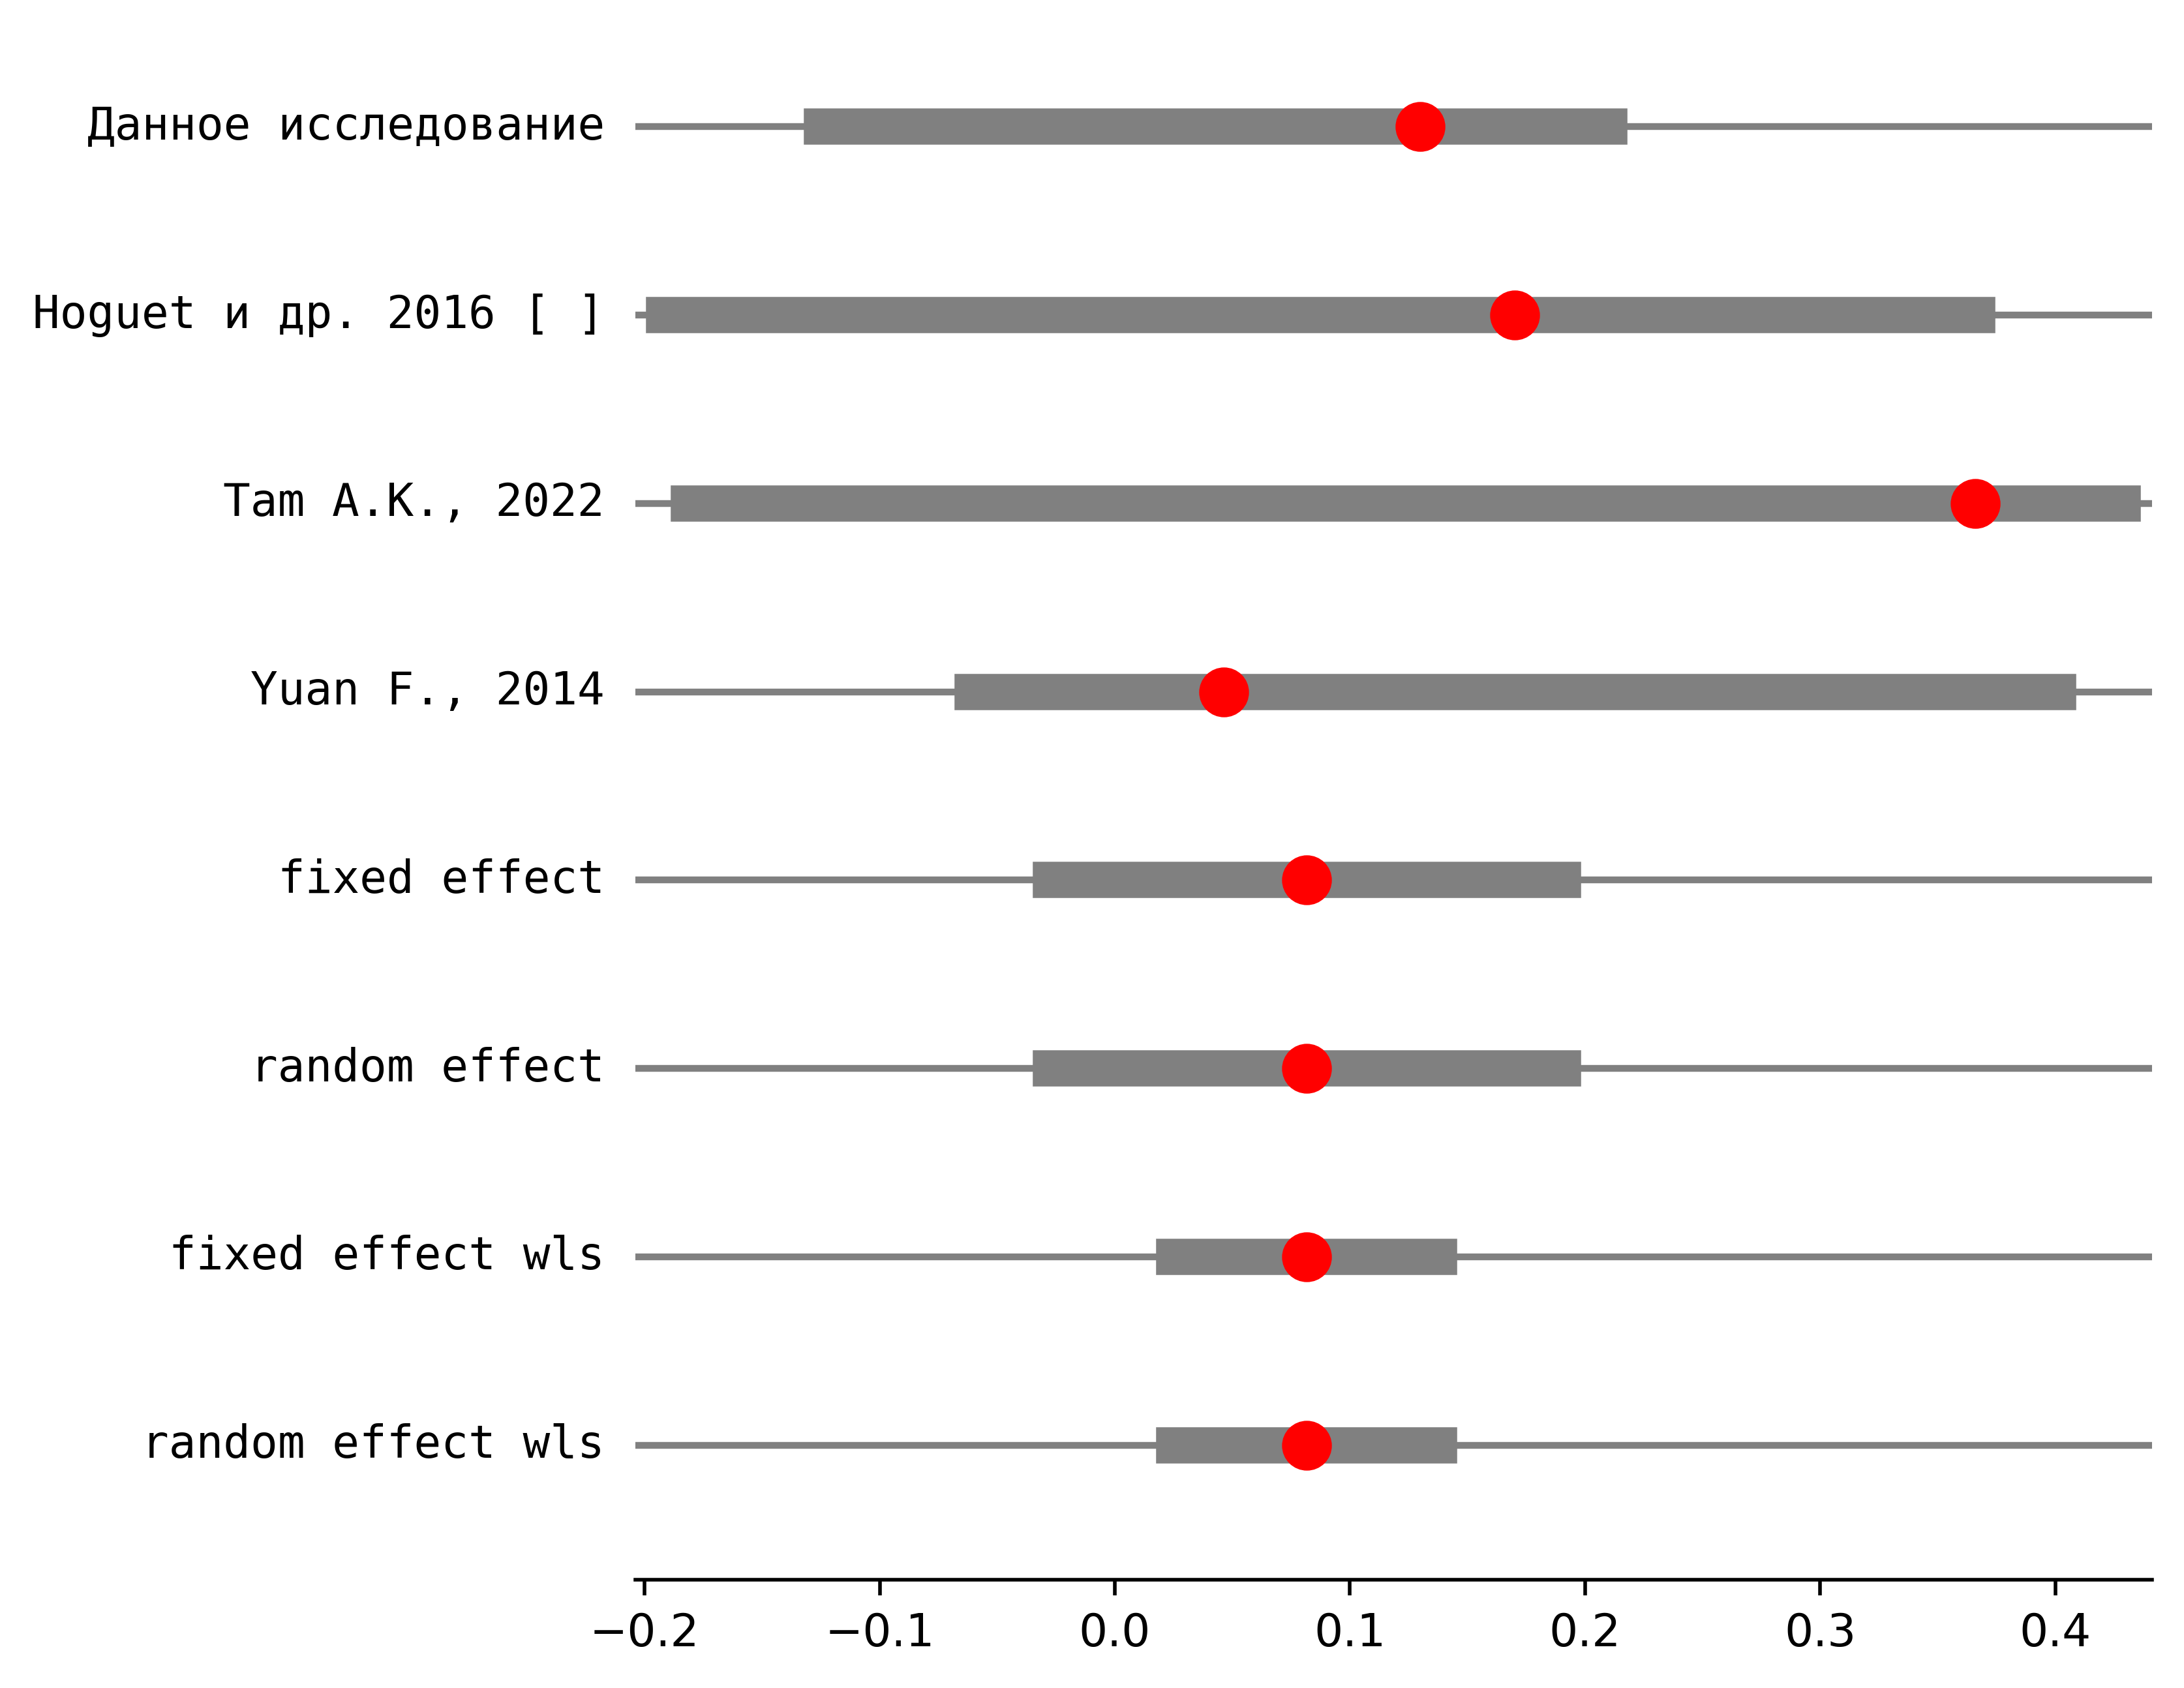 Данное исследование
Hoguet и др. 2016 [ ]
Tam A.K., 2022
Yuan F., 2014
fixed effect
random effect
fixed effect wls
random effect wls
−0.2 −0.1 0.0 0.1 0.2 0.3 0.4